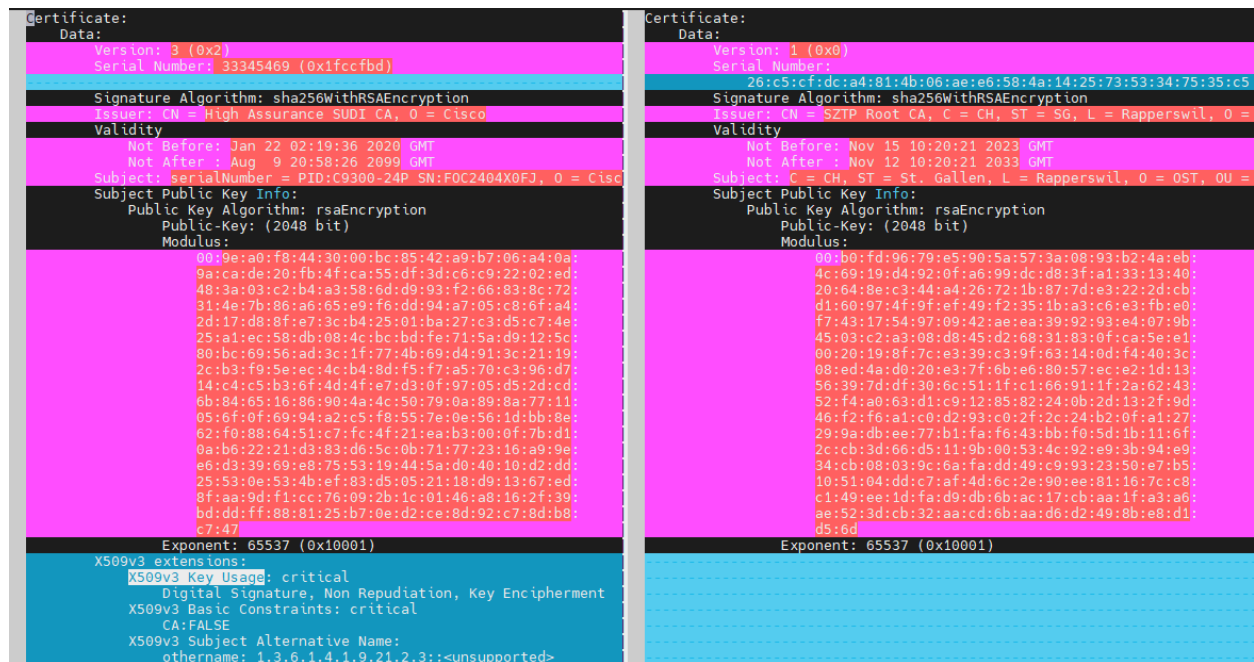 Certificate:
Data:
Version: 3 (0x2)
Serial Number: 33345469 (0x1fccfbd)
Signature Algorithm: sha256WithRSAEncryption
Issuer: CN = High Assurance SUDI CA, O = Cisco
Validity
Not Before: Jan 22 02:19:36 2020 GMT
Not After : Aug  9 20:58:26 2099 GMT
Subject: serialNumber = PID:C9300-24P SN:FOC2404X0FJ, O = Cisc
Subject Public Key Info:
Public Key Algorithm: rsaEncryption
Public-Key: (2048 bit)
Modulus:
00:9e:a0:f8:44:30:00:bc:85:42:a9:b7:06:a4:0a:
9a:ca:de:20:fb:4f:ca:55:df:3d:c6:c9:22:02:ed:
48:3a:03:c2:b4:a3:58:6d:d9:93:f2:66:83:8c:72:
31:4e:7b:86:a6:65:e9:f6:dd:94:a7:05:c8:6f:a4:
2d:17:d8:8f:e7:3c:b4:25:01:ba:27:c3:d5:c7:4e:
25:a1:ec:58:db:08:4c:bc:bd:fe:71:5a:d9:12:5c:
80:bc:69:56:ad:3c:1f:77:4b:69:d4:91:3c:21:19:
2c:b3:f9:5e:ec:4c:b4:8d:f5:f7:a5:70:c3:96:d7:
14:c4:c5:b3:6f:4d:4f:e7:d3:0f:97:05:d5:2d:cd:
6b:84:65:16:86:90:4a:4c:50:79:0a:89:8a:77:11:
05:6f:0f:69:94:a2:c5:f8:55:7e:0e:56:1d:bb:8e:
62:f0:88:64:51:c7:fc:4f:21:ea:b3:00:0f:7b:d1:
0a:b6:22:21:d3:83:d6:5c:0b:71:77:23:16:a9:9e:
e6:d3:39:69:e8:75:53:19:44:5a:d0:40:10:d2:dd:
25:53:0e:53:4b:ef:83:d5:05:21:18:d9:13:67:ed:
8f:aa:9d:f1:cc:76:09:2b:1c:01:46:a8:16:2f:39:
bd:dd:ff:88:81:25:b7:0e:d2:ce:8d:92:c7:8d:b8:
c7:47
Exponent: 65537 (0x10001)
X509v3 extensions:
X509v3 Key Usage: critical
Digital Signature, Non Repudiation, Key Encipherment
X509v3 Basic Constraints: critical
CA:FALSE
X509v3 Subject Alternative Name:
othername: 1.3.6.1.4.1.9.21.2.3::<unsupported>
Certificate:
Data:
Version: 1 (0x0)
Serial Number:
26:c5:cf:dc:a4:81:4b:06:ae:e6:58:4a:14:25:73:53:34:75:35:c5
Signature Algorithm: sha256WithRSAEncryption
Issuer: CN = SZTP Root CA, C = CH, ST = SG, L = Rapperswil, O =
Validity
Not Before: Nov 15 10:20:21 2023 GMT
Not After : Nov 12 10:20:21 2033 GMT
Subject: C = CH, ST = St. Gallen, L = Rapperswil, O = OST, OU =
Subject Public Key Info:
Public Key Algorithm: rsaEncryption
Public-Key: (2048 bit)
Modulus:
00:b0:fd:96:79:e5:90:5a:57:3a:08:93:b2:4a:eb:
4c:69:19:d4:92:0f:a6:99:dc:d8:3f:a1:33:13:40:
20:64:8e:c3:44:a4:26:72:1b:87:7d:e3:22:2d:cb:
d1:60:97:4f:9f:ef:49:f2:35:1b:a3:c6:e3:fb:e0:
f7:43:17:54:97:09:42:ae:ea:39:92:93:e4:07:9b:
45:03:c2:a3:08:d8:45:d2:68:31:83:0f:ca:5e:e1:
00:20:19:8f:7c:e3:39:c3:9f:63:14:0d:f4:40:3c:
08:ed:4a:d0:20:e3:7f:6b:e6:80:57:ec:e2:1d:13:
56:39:7d:df:30:6c:51:1f:c1:66:91:1f:2a:62:43:
52:f4:a0:63:d1:c9:12:85:82:24:0b:2d:13:2f:9d:
46:f2:f6:a1:c0:d2:93:c0:2f:2c:24:b2:0f:a1:27:
29:9a:db:ee:77:b1:fa:f6:43:bb:f0:5d:1b:11:6f:
2c:cb:3d:66:d5:11:9b:00:53:4c:92:e9:3b:94:e9:
34:cb:08:03:9c:6a:fa:dd:49:c9:93:23:50:e7:b5:
10:51:04:dd:c7:af:4d:6c:2e:90:ee:81:16:7c:c8:
c1:49:ee:1d:fa:d9:db:6b:ac:17:cb:aa:1f:a3:a6:
ae:52:3d:cb:32:aa:cd:6b:aa:d6:d2:49:8b:e8:d1:
d5:6d
Exponent: 65537 (0x10001)